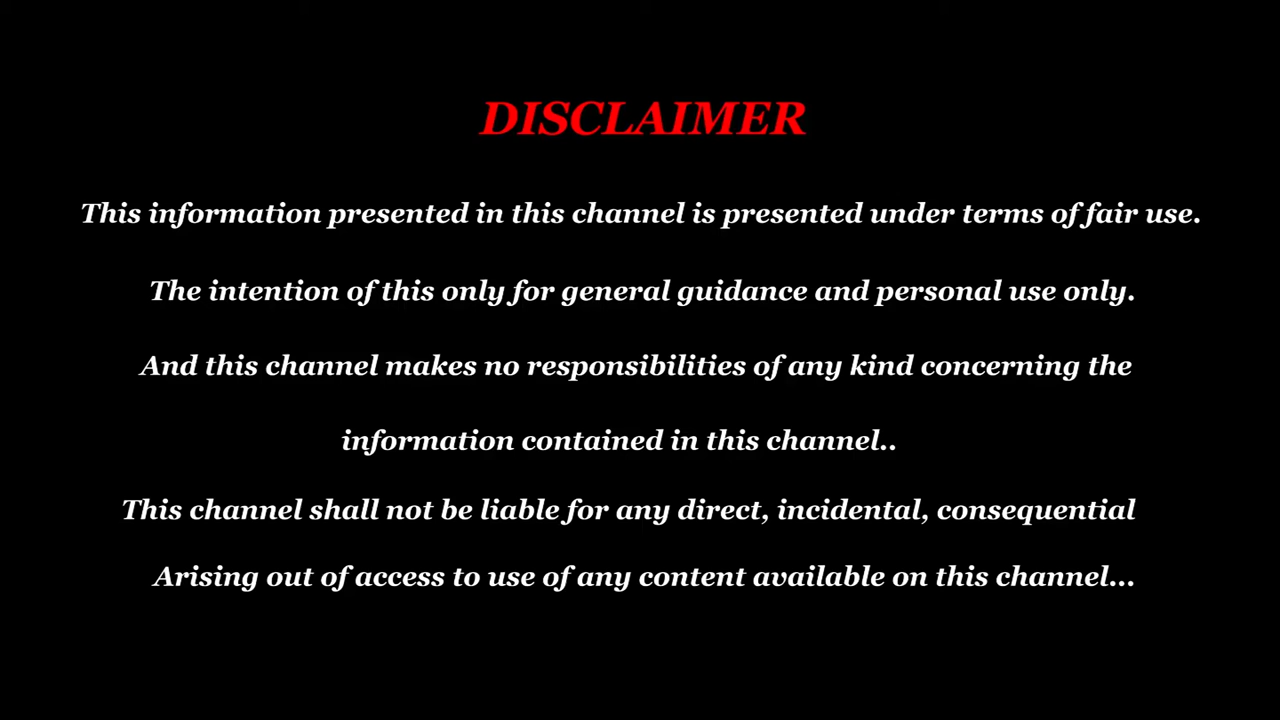 DISCLAIMER
This information presented in this channel is presented under terms of fair use.
The intention of this only for general guidance and personal use only.
And this channel makes no responsibilities of any kind concerning the
information contained in this channel..
This channel shall not be liable for any direct, incidental, consequential
Arising out of access to use of any content available on this channel...